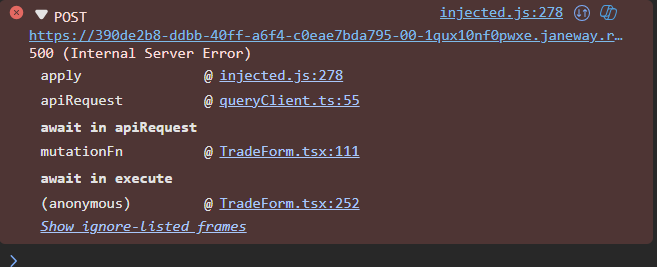 POST injected.js:278
https://390de2b8-ddbb-40ff-a6f4-c0eae7bda795-00-1qux10nf0pwxe.janeway.r…
500 (Internal Server Error)
apply @ injected.js:278
apiRequest @ queryClient.ts:55
await in apiRequest
mutationFn @ TradeForm.tsx:111
await in execute
(anonymous) @ TradeForm.tsx:252
Show ignore-listed frames